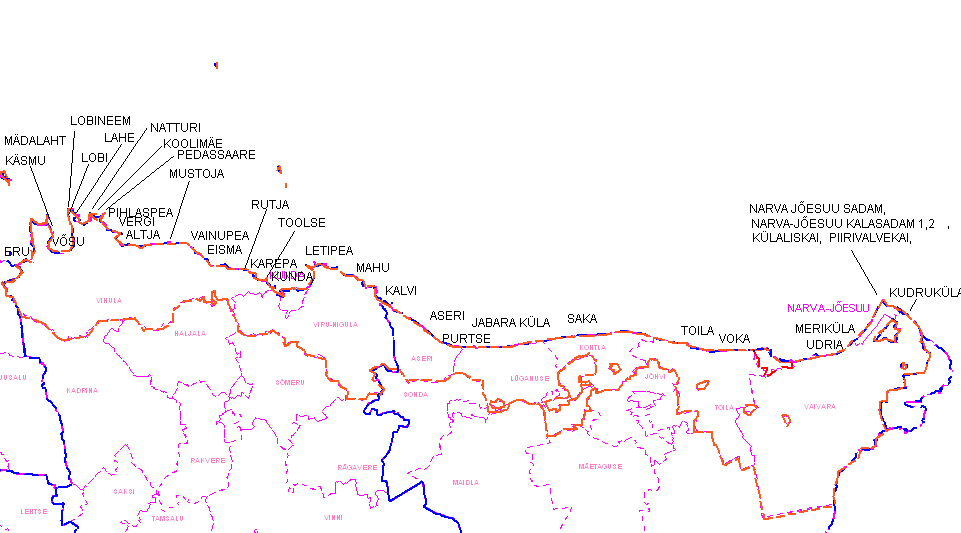 LOBINEEM
NATTURI
MÄDALAHT
LAHE
KOOLIMÄE
KÄSMU
LOBI
PEDASSAARE
MUSTOJA
RUTJA
PIHLASPEA
VERGI
TOOLSE
ALTJA
VAINUPEA
VÕSU
EISMA
LETIPEA
ERU
KAREPA
MAHU
KUNDA
KALVI
NARVA JÕESUU SADAM,
NARVA-JÕESUU KALASADAM 1,2 ,
KÜLALISKAI, PIIRIVALVEKAI,
KUDRUKÜLA
NARVA-JÕESUU
ASERI
JABARA KÜLA
SAKA
TOILA
VOKA
MERIKÜLA
PURTSE
UDRIA
VIHULA
HALJALA
VIRU-NIGULA
KOHTLA
ASERI
KADRINA
SÕMERU
SONDA
LÜGANUSE
JÕHVI
TOILA
VAIVARA
RAKVERE
RÄGAVERE
MÄETAGUSE
MAIDLA
SAKSI
LEHTSE
TAMSALU
VINNI